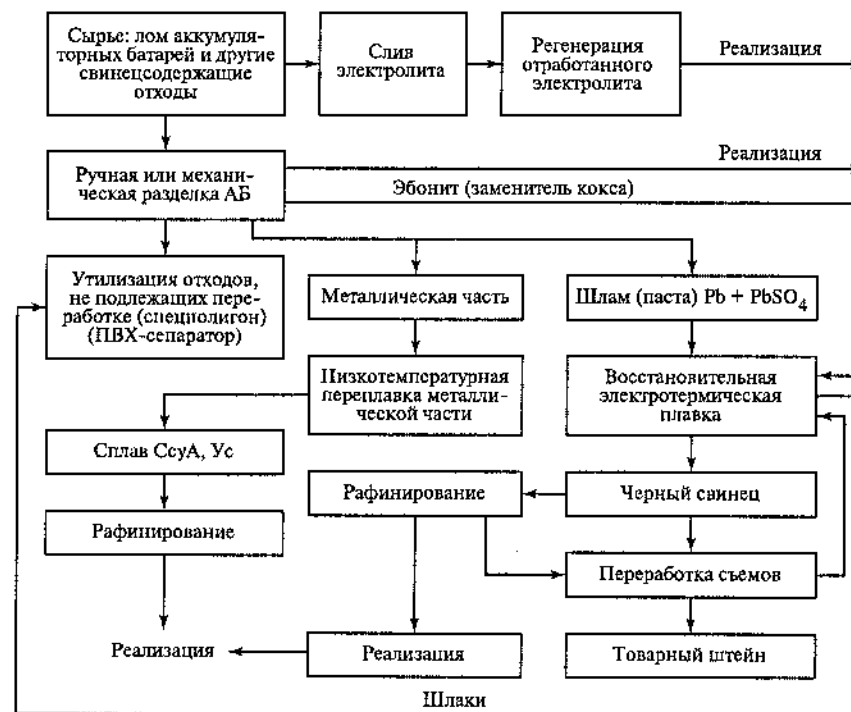 Сырье: лом аккумуля-
торных батарей и другие
свинецсодержащие
отходы
Слив
электролита
Регенерация
отработанного
электролита
Реализация
Ручная или механи-
ческая разделка АБ
Реализация
Эбонит (заменитель кокса)
Утилизация отходов,
не подлежащих пере-
работке (спецполигон)
(ПВХ-сепаратор)
Металлическая часть
Шлам (паста) Pb + PbSO4
Низкотемпературная
переплавка металли-
ческой части
Восстановительная
электротермическая
плавка
Сплав СсуА, Ус
Рафинирование
Черный свинец
Рафинирование
Переработка съемов
Реализация
Реализация
Товарный штейн
Шлаки